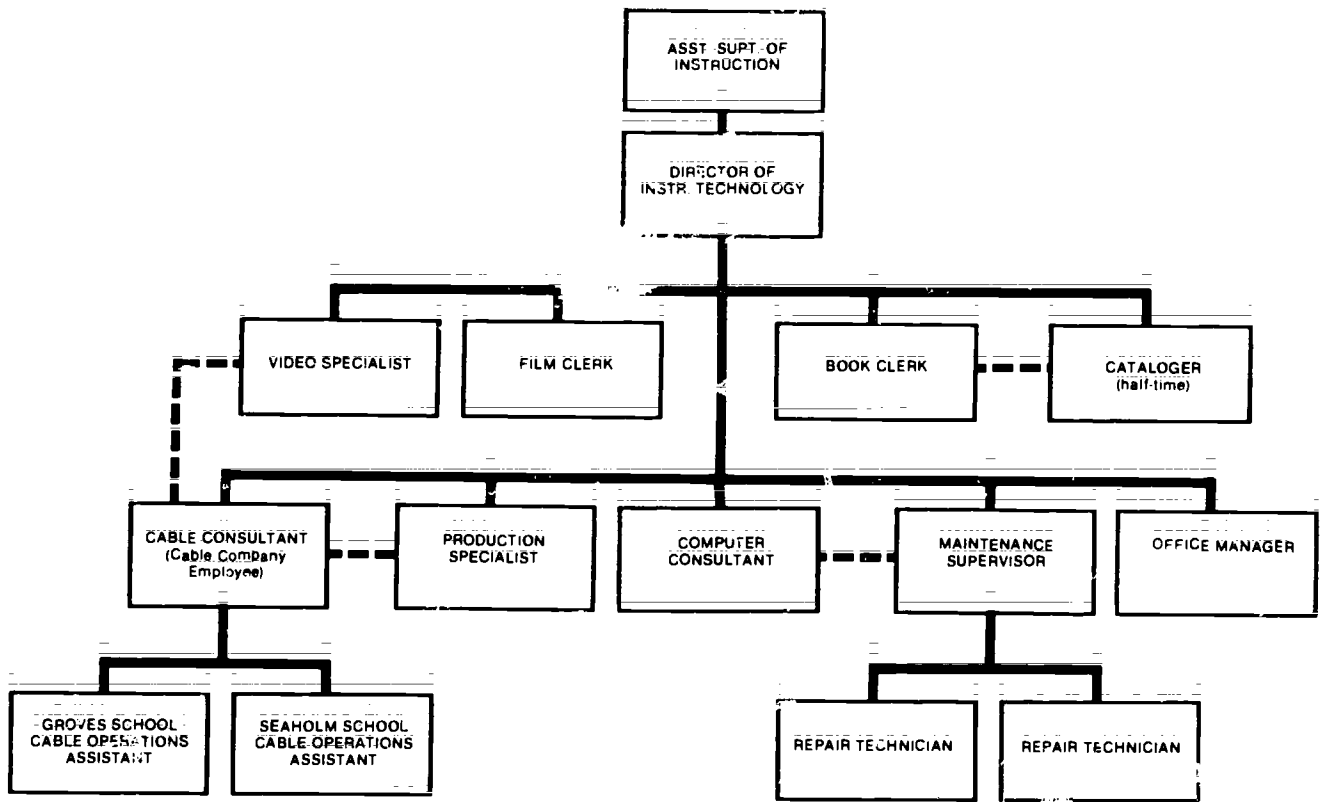 ASST. SUPT. OF
INSTRUCTION
DIRECTOR OF
INSTR. TECHNOLOGY
VIDEO SPECIALIST
FILM CLERK
BOOK CLERK
CATALOGER
(half-time)
CABLE CONSULTANT
(Cable Company
Employee)
PRODUCTION
SPECIALIST
COMPUTER
CONSULTANT
MAINTENANCE
SUPERVISOR
OFFICE MANAGER
GROVES SCHOOL
CABLE OPERATIONS
ASSISTANT
SEAHOLM SCHOOL
CABLE OPERATIONS
ASSISTANT
REPAIR TECHNICIAN
REPAIR TECHNICIAN